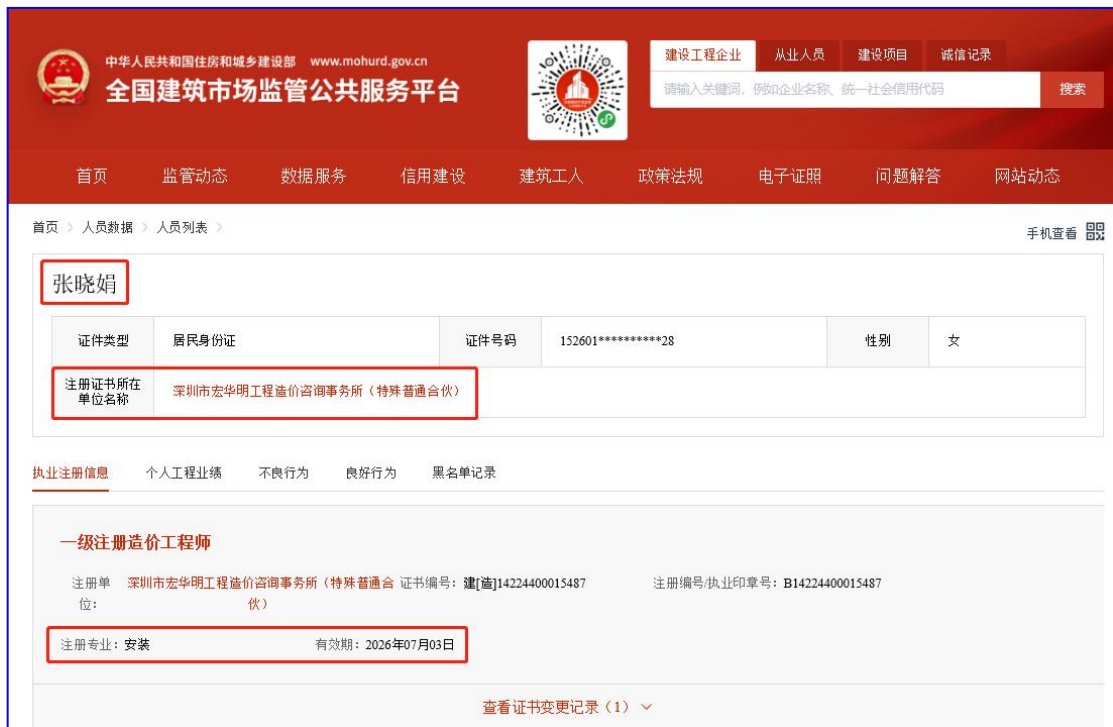 中华人民共和国住房和城乡建设部 www.mohurd.gov.cn
全国建筑市场监管公共服务平台
建设工程企业 从业人员 建设项目 诚信记录
请输入关键词，例如企业名称、统一社会信用代码 搜索
首页 监管动态 数据服务 信用建设 建筑工人 政策法规 电子证照 问题解答 网站动态
首页 > 人员数据 > 人员列表 >
手机查看
张晓娟
证件类型 居民身份证 证件号码 152601**********28 性别 女
注册证书所在
单位名称
深圳市宏华明工程造价咨询事务所（特殊普通合伙）
执业注册信息 个人工程业绩 不良行为 良好行为 黑名单记录
一级注册造价工程师
注册单 深圳市宏华明工程造价咨询事务所（特殊普通合 证书编号：建[造]14224400015487 注册编号/执业印章号：B14224400015487
位： 伙）
注册专业：安装 有效期：2026年07月03日
查看证书变更记录（1）